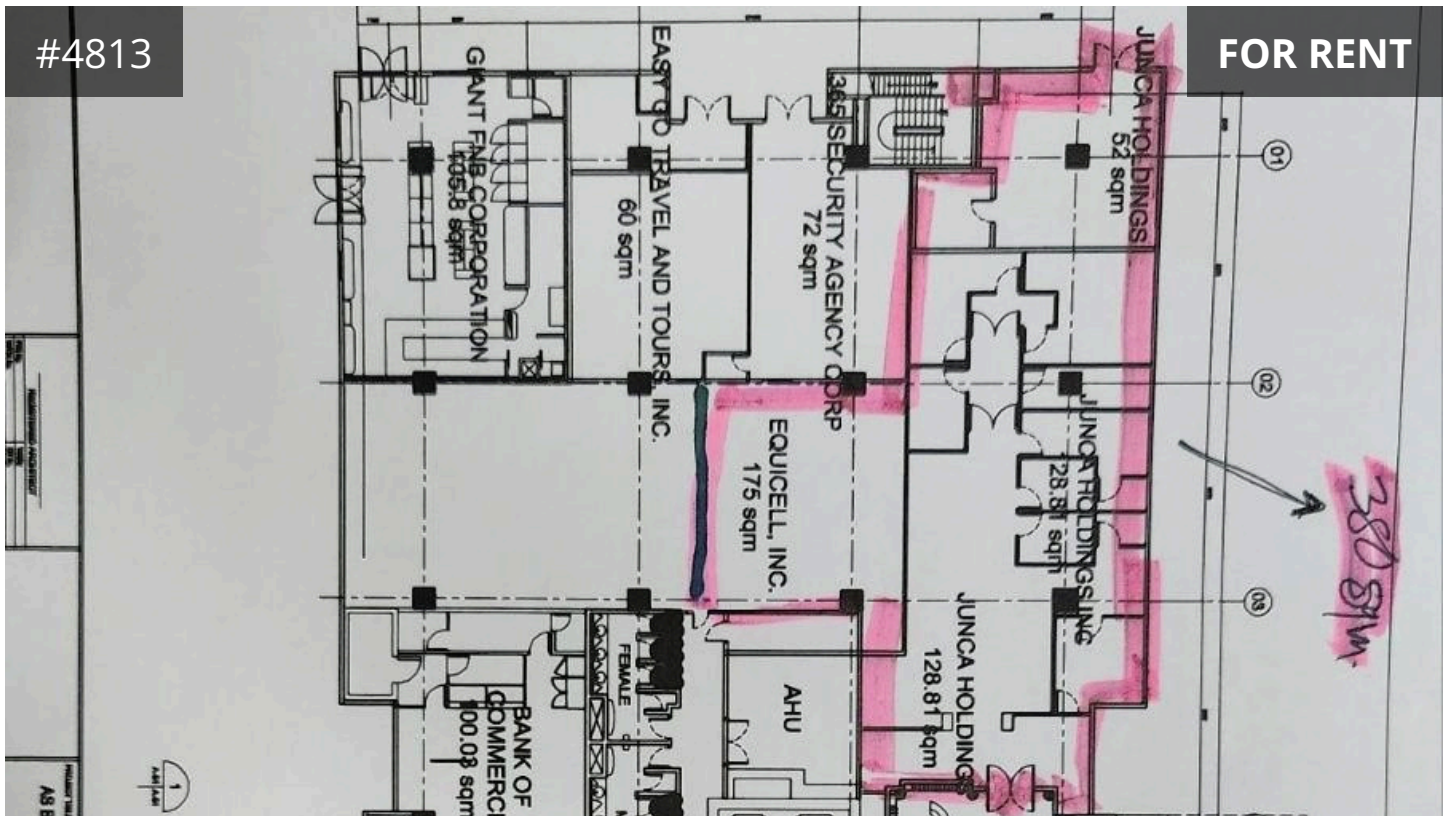 #4813
FOR RENT
GIANT FNB CORPORATION
105.8 sqm
EASY GO TRAVEL AND TOURS, INC.
60 sqm
365 SECURITY AGENCY CORP
72 sqm
JUNCA HOLDINGS
52 sqm
01
02
03
EQUICELL, INC.
175 sqm
JUNCA HOLDINGS INC
128.81 sqm
JUNCA HOLDINGS
128.81 sqm
380 sqm.
FEMALE
AHU
BANK OF
COMMERC
100.03 sqm
1